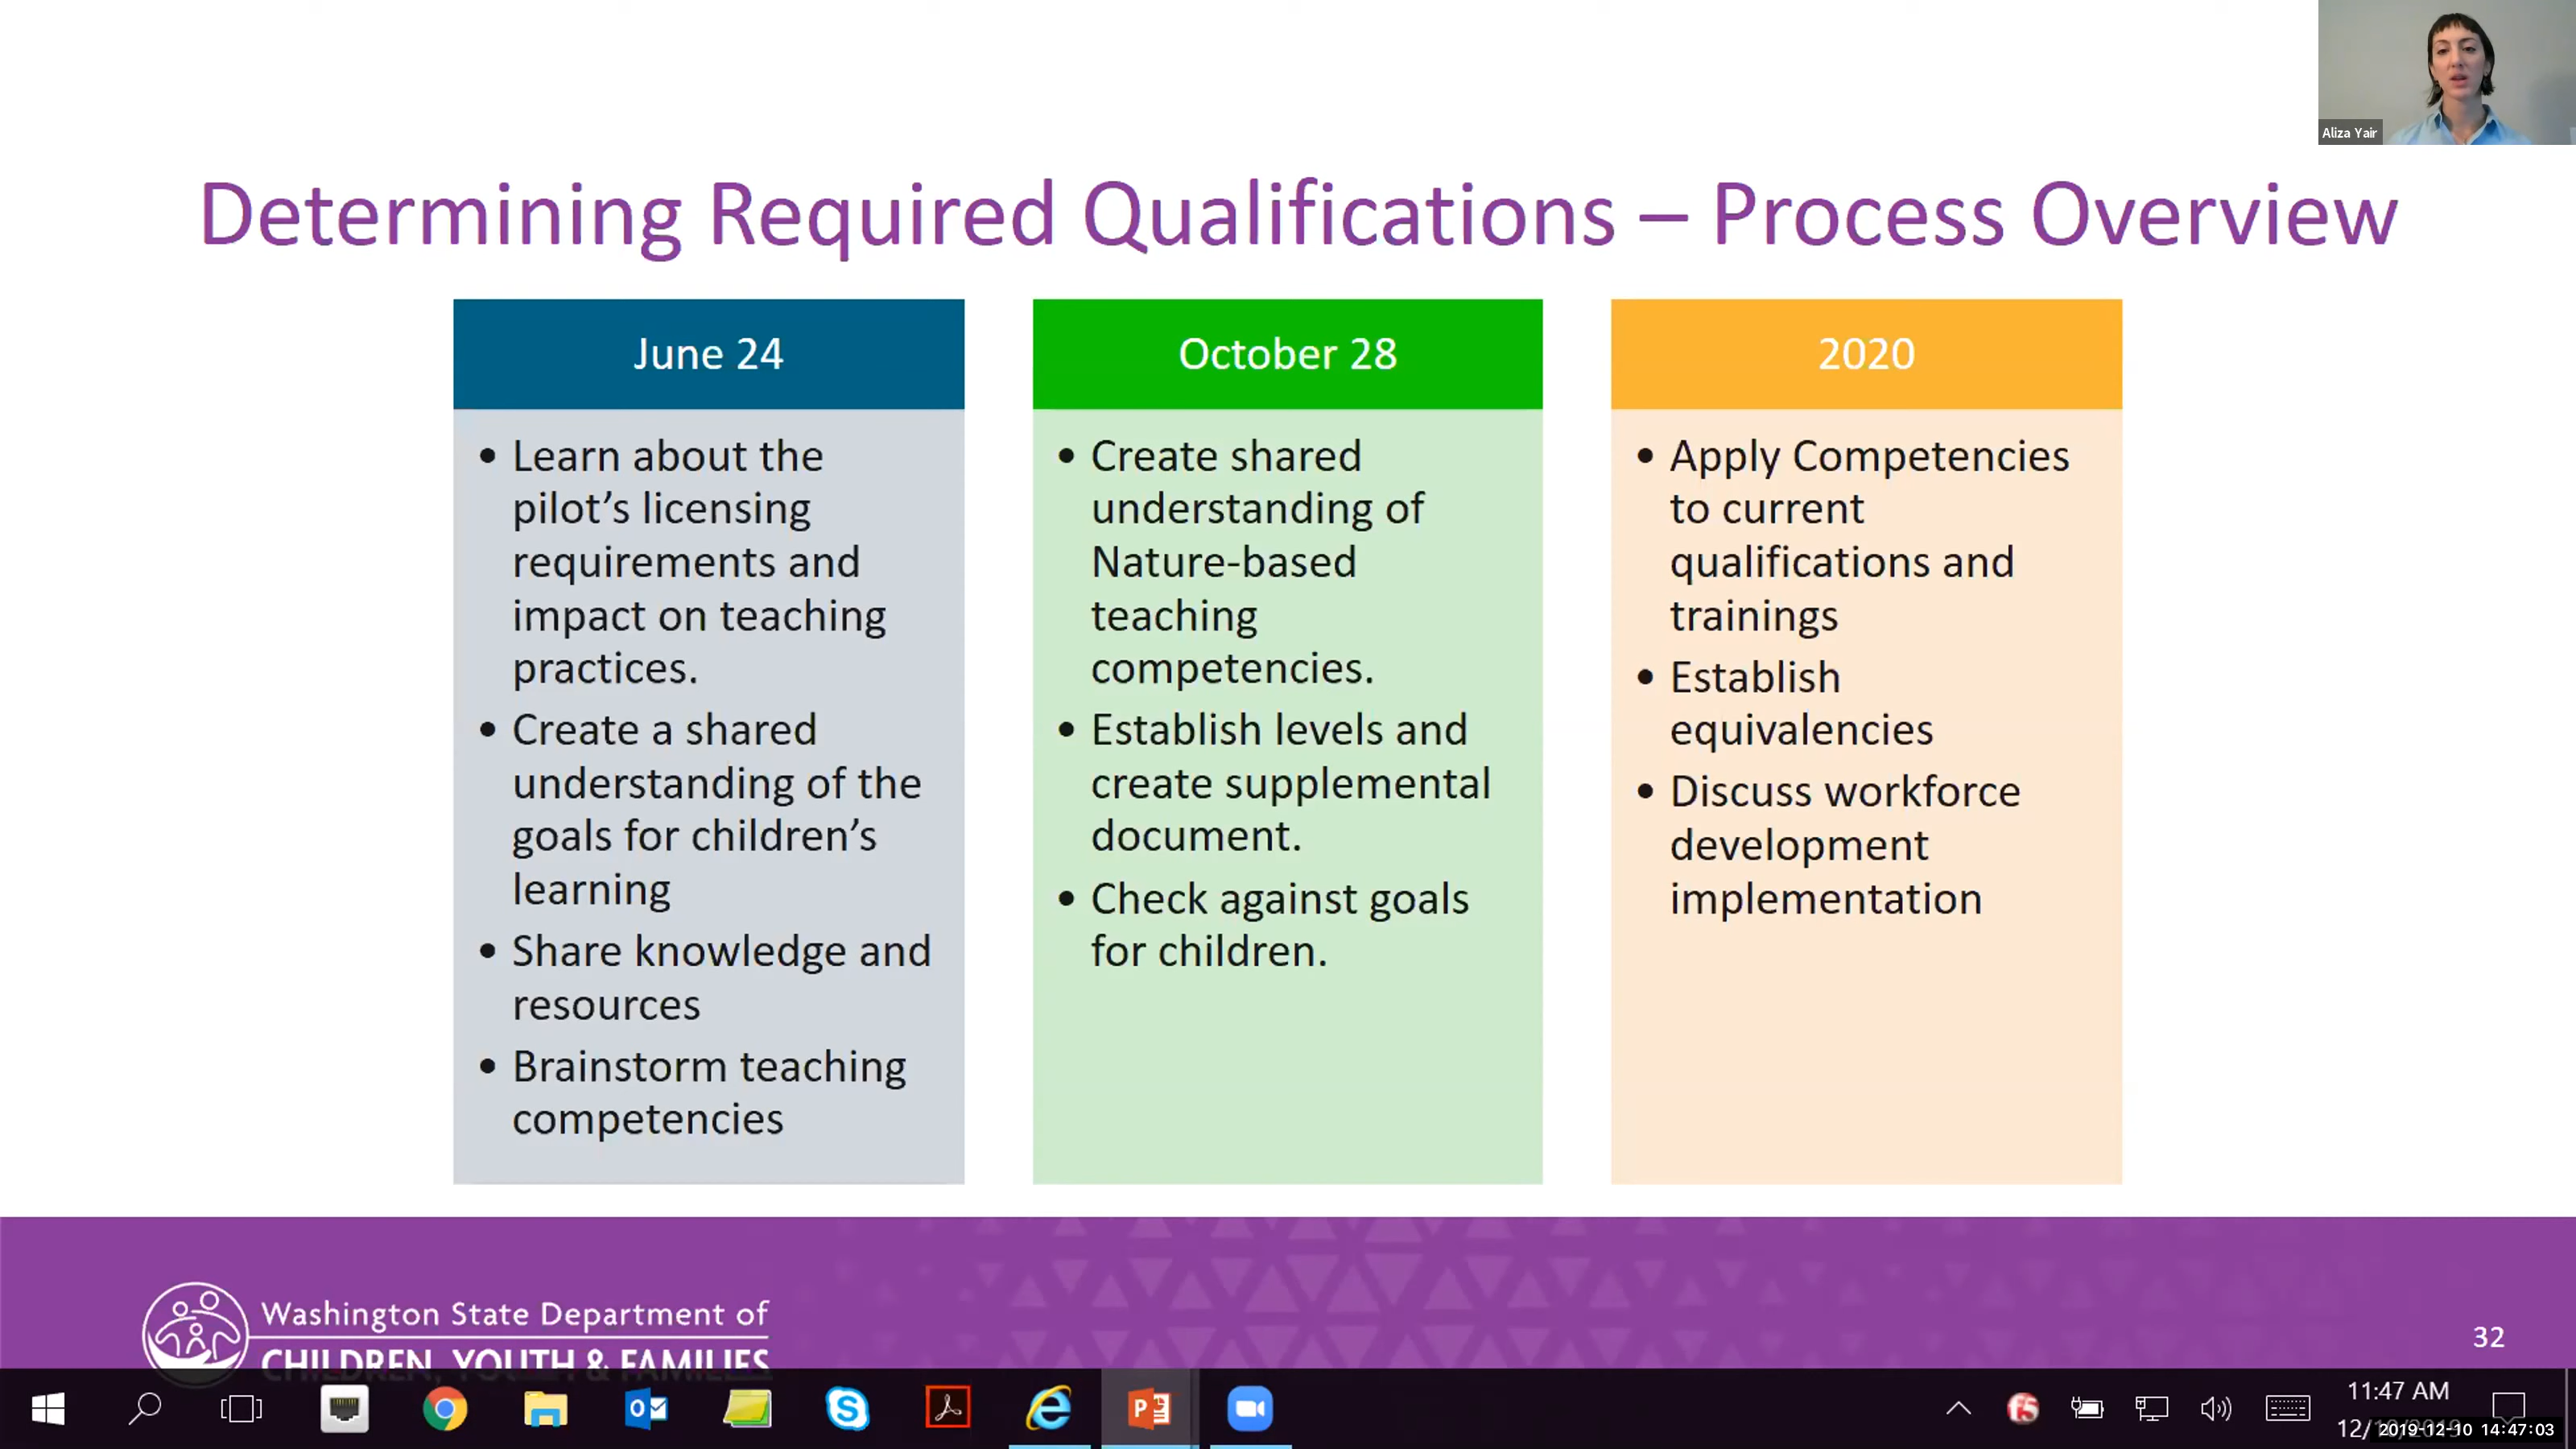 Aliza Yair
Determining Required Qualifications – Process Overview
June 24
• Learn about the
pilot’s licensing
requirements and
impact on teaching
practices.
• Create a shared
understanding of the
goals for children’s
learning
• Share knowledge and
resources
• Brainstorm teaching
competencies
October 28
• Create shared
understanding of
Nature-based
teaching
competencies.
• Establish levels and
create supplemental
document.
• Check against goals
for children.
2020
• Apply Competencies
to current
qualifications and
trainings
• Establish
equivalencies
• Discuss workforce
development
implementation
Washington State Department of
CHILDREN, YOUTH & FAMILIES
32
11:47 AM
2019-12-10 14:47:03